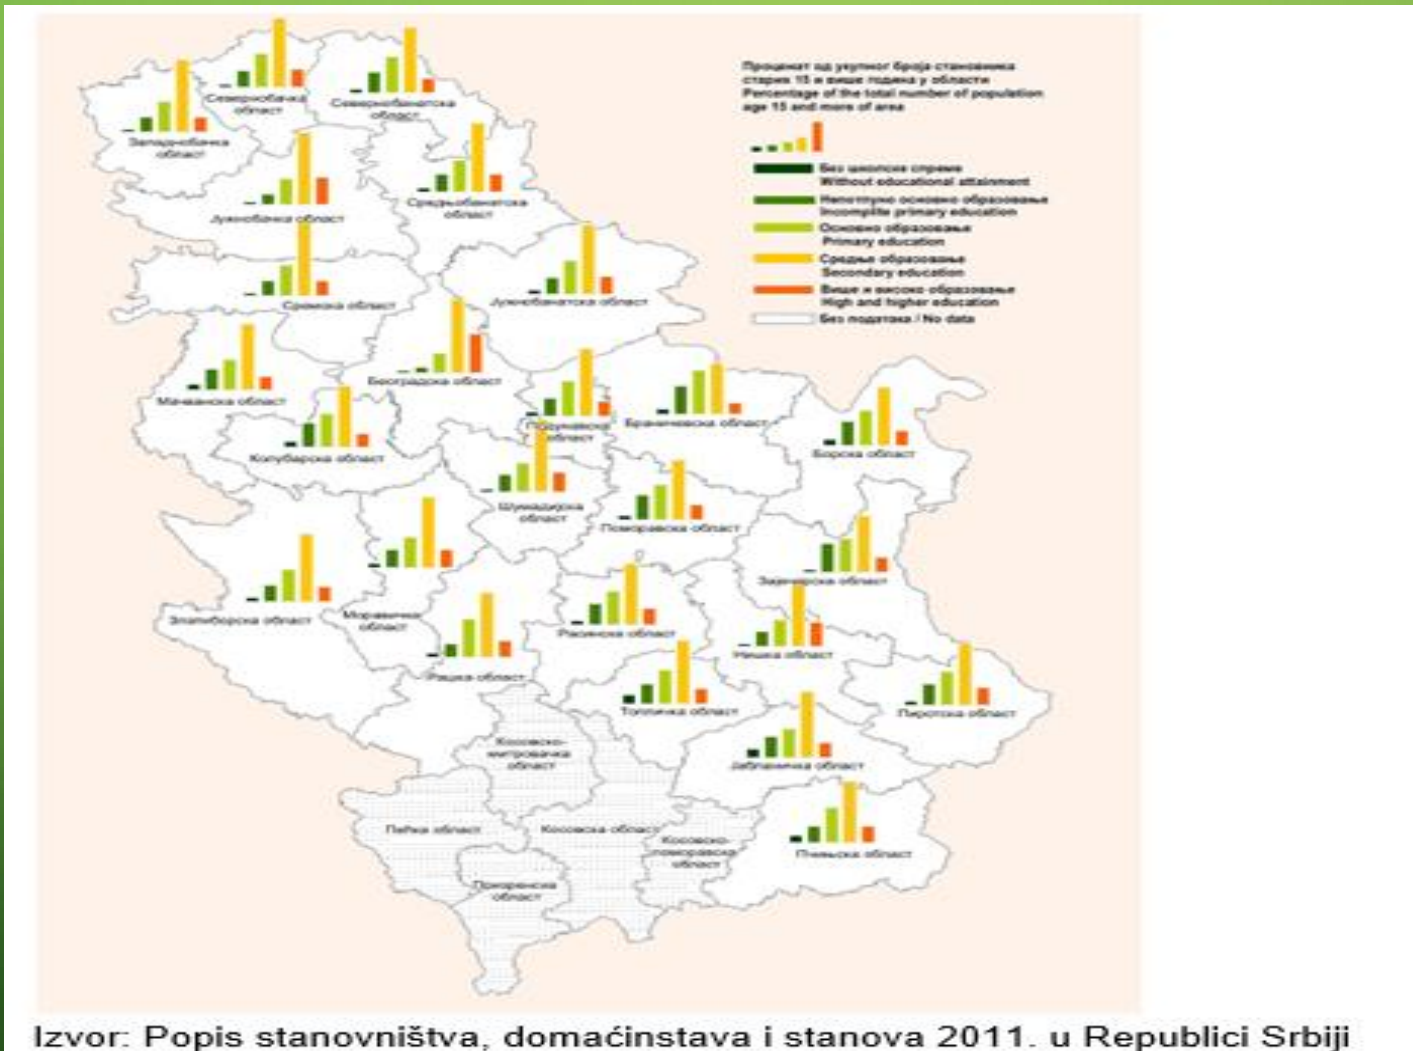 Проценат од укупног броја становника
старих 15 и више година у области
Percentage of the total number of population
age 15 and more of area
Без школске спреме
Without educational attainment
Непотпуно основно образовање
Incomplite primary education
Основно образовање
Primary education
Средње образовање
Secondary education
Више и високо образовање
High and higher education
Без података / No data
Севернобачка
област
Севернобанатска
област
Западнобачка
област
Јужнобачка област
Средњобанатска
област
Сремска област
Јужнобанатска област
Београдска област
Мачванска област
Подунавска
област
Браничевска област
Колубарска област
Борска област
Шумадијска
област
Поморавска област
Зајечарска област
Златиборска област
Моравичка
област
Расинска област
Нишка област
Рашка област
Топличка област
Пиротска област
Косовско-
митровачка
област
Јабланичка област
Пећка област
Косовска област
Косовско-
поморавска
област
Пчињска област
Призренска
област
Izvor: Popis stanovništva, domaćinstava i stanova 2011. u Republici Srbiji